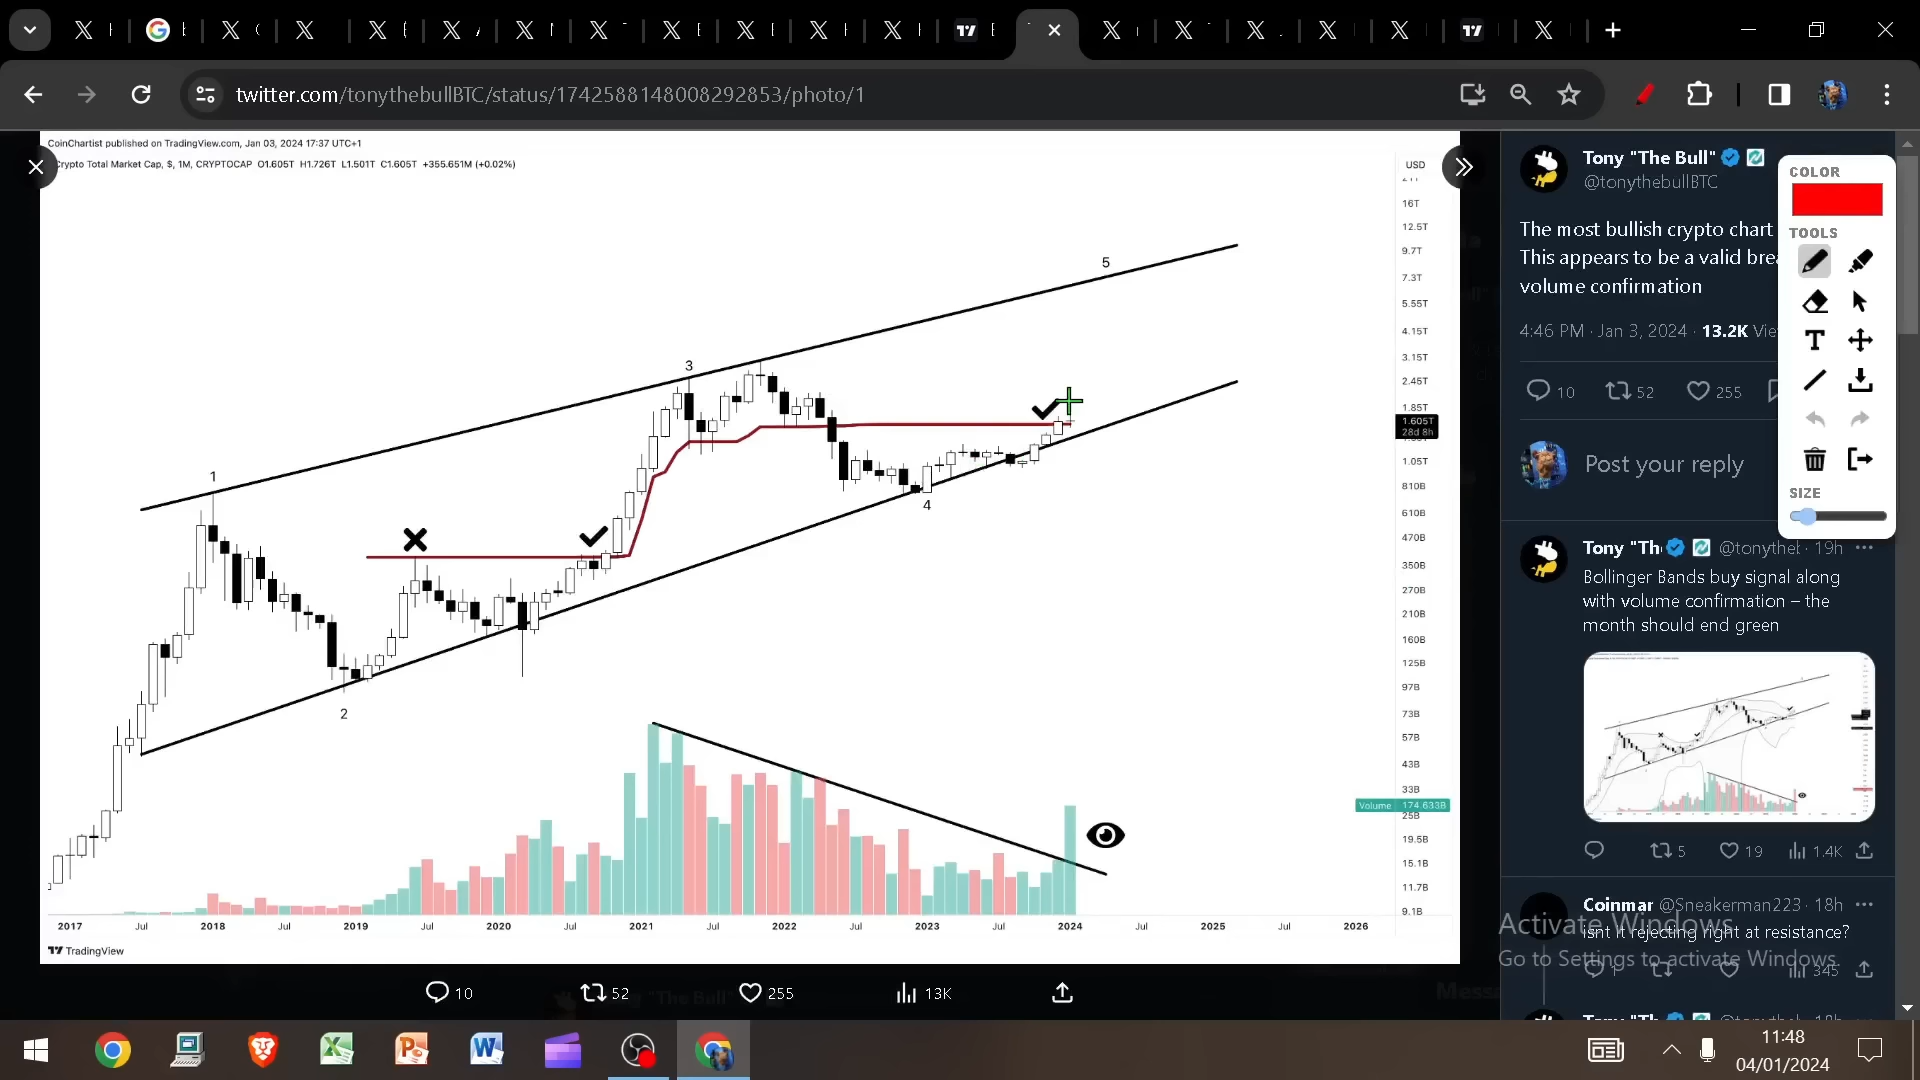 twitter.com/tonythebullBTC/status/1742588148008292853/photo/1
CoinChartist published on TradingView.com, Jan 03, 2024 17:37 UTC+1
Crypto Total Market Cap, $, 1M, CRYPTOCAP O1.605T H1.726T L1.501T C1.605T +355.651M (+0.02%)
USD
16T
12.5T
9.7T
7.3T
5.55T
4.15T
3.15T
2.45T
1.85T
1.605T
28d 8h
1.05T
810B
610B
470B
350B
270B
210B
160B
125B
97B
73B
57B
43B
33B
Volume 174.633B
25B
19.5B
15.1B
11.7B
9.1B
1
2
3
4
5
2017 Jul 2018 Jul 2019 Jul 2020 Jul 2021 Jul 2022 Jul 2023 Jul 2024 Jul 2025 Jul 2026
TradingView
10 52 255 13K
Tony "The Bull"
@tonythebullBTC
The most bullish crypto chart
This appears to be a valid
volume confirmation
4:46 PM · Jan 3, 2024 · 13.2K
10 52 255
Post your reply
COLOR
TOOLS
T
SIZE
Tony "Th @tonythe · 19h
Bollinger Bands buy signal along
with volume confirmation – the
month should end green
5 19 1.4K
Coinmar @Sneakerman223 · 18h
isnt it rejecting right at resistance?
1 345
Activate Windows
Go to Settings to activate Windows.
11:48
04/01/2024